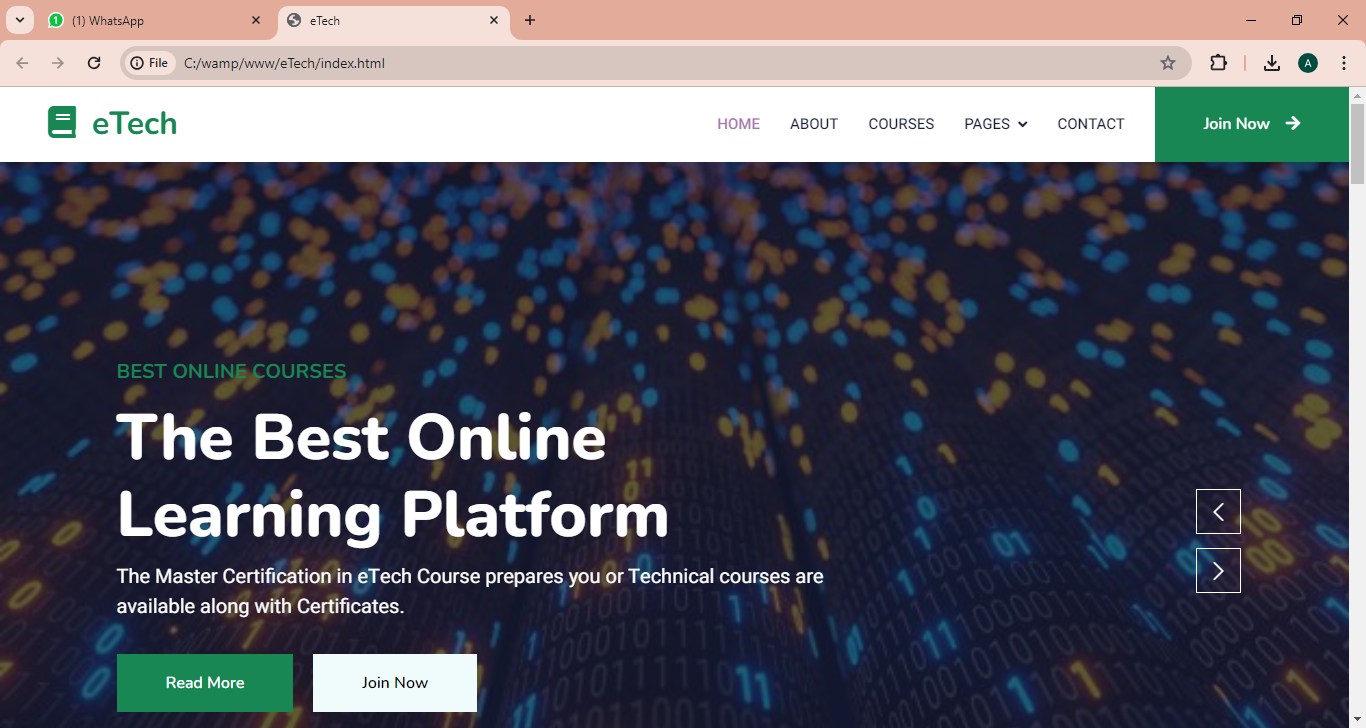 1
(1) WhatsApp
eTech
File
C:/wamp/www/eTech/index.html
A
eTech
HOME
ABOUT
COURSES
PAGES
CONTACT
Join Now
BEST ONLINE COURSES
The Best Online
Learning Platform
The Master Certification in eTech Course prepares you or Technical courses are
available along with Certificates.
Read More
Join Now